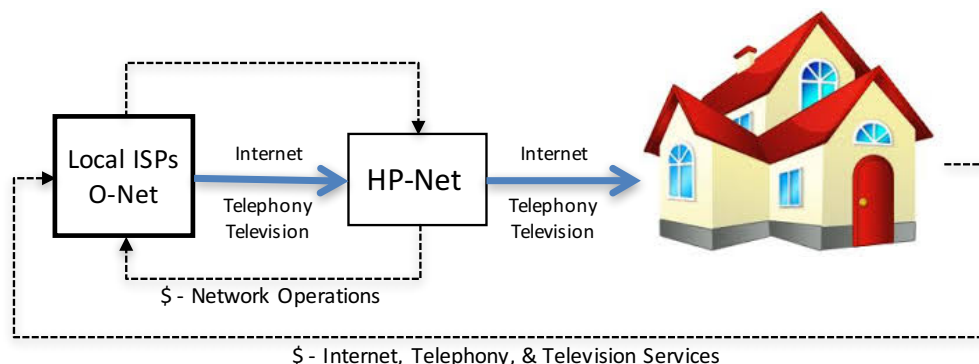 Local ISPs
O-Net
Internet
Telephony
Television
HP-Net
Internet
Telephony
Television
$ - Network Operations
$ - Internet, Telephony, & Television Services